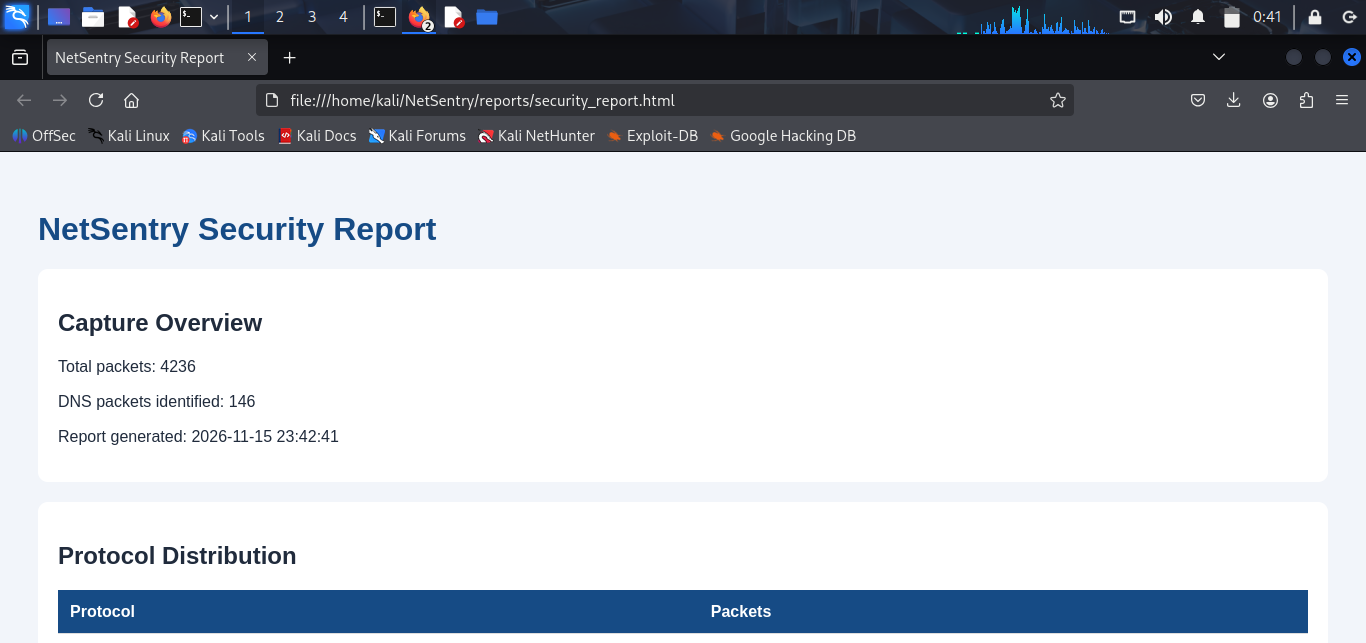 1 2 3 4 2 0:41
NetSentry Security Report
file:///home/kali/NetSentry/reports/security_report.html
OffSec Kali Linux Kali Tools Kali Docs Kali Forums Kali NetHunter Exploit-DB Google Hacking DB
NetSentry Security Report
Capture Overview
Total packets: 4236
DNS packets identified: 146
Report generated: 2026-11-15 23:42:41
Protocol Distribution
Protocol Packets